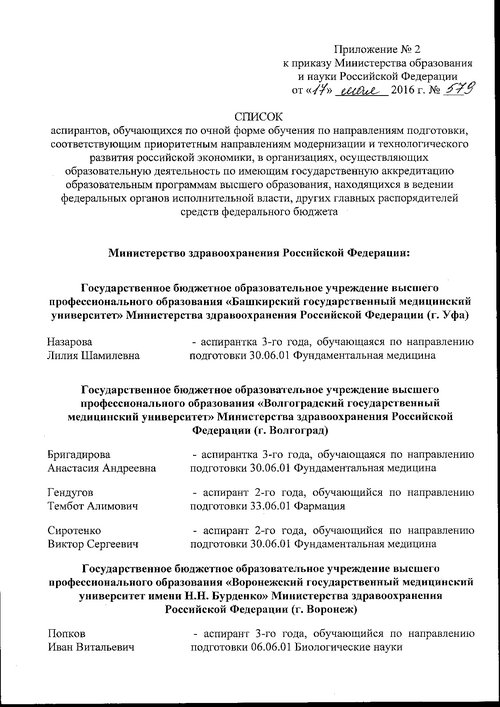 Приложение № 2
к приказу Министерства образования
и науки Российской Федерации
от «17» мая 2016 г. № 579
СПИСОК
аспирантов, обучающихся по очной форме обучения по направлениям подготовки,
соответствующим приоритетным направлениям модернизации и технологического
развития российской экономики, в организациях, осуществляющих
образовательную деятельность по имеющим государственную аккредитацию
образовательным программам высшего образования, находящихся в ведении
федеральных органов исполнительной власти, других главных распорядителей
средств федерального бюджета
Министерство здравоохранения Российской Федерации:
Государственное бюджетное образовательное учреждение высшего
профессионального образования «Башкирский государственный медицинский
университет» Министерства здравоохранения Российской Федерации (г. Уфа)
Назарова - аспирантка 3-го года, обучающаяся по направлению
Лилия Шамилевна подготовки 30.06.01 Фундаментальная медицина
Государственное бюджетное образовательное учреждение высшего
профессионального образования «Волгоградский государственный
медицинский университет» Министерства здравоохранения Российской
Федерации (г. Волгоград)
Бригадирова - аспирантка 3-го года, обучающаяся по направлению
Анастасия Андреевна подготовки 30.06.01 Фундаментальная медицина
Гендугов - аспирант 2-го года, обучающийся по направлению
Тембот Алимович подготовки 33.06.01 Фармация
Сиротенко - аспирант 2-го года, обучающийся по направлению
Виктор Сергеевич подготовки 30.06.01 Фундаментальная медицина
Государственное бюджетное образовательное учреждение высшего
профессионального образования «Воронежский государственный медицинский
университет имени Н.Н. Бурденко» Министерства здравоохранения
Российской Федерации (г. Воронеж)
Попков - аспирант 3-го года, обучающийся по направлению
Иван Витальевич подготовки 06.06.01 Биологические науки